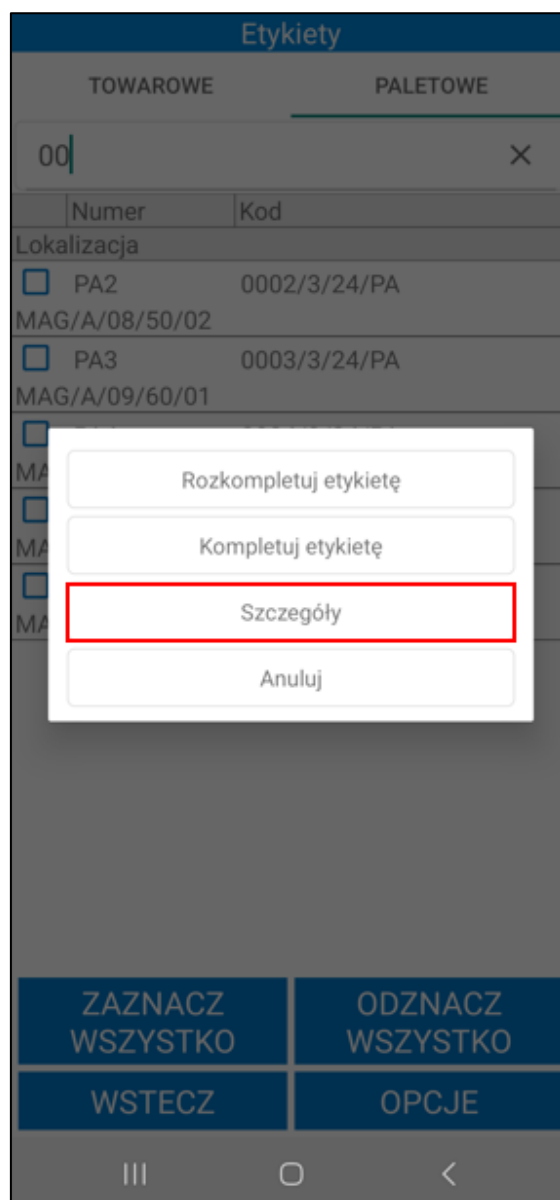 Etykiety
TOWAROWE PALETOWE
00
Numer Kod
Lokalizacja
PA2 0002/3/24/PA
MAG/A/08/50/02
PA3 0003/3/24/PA
MAG/A/09/60/01
Rozkompletuj etykietę
Kompletuj etykietę
Szczegóły
Anuluj
ZAZNACZ WSZYSTKO
ODZNACZ WSZYSTKO
WSTECZ OPCJE